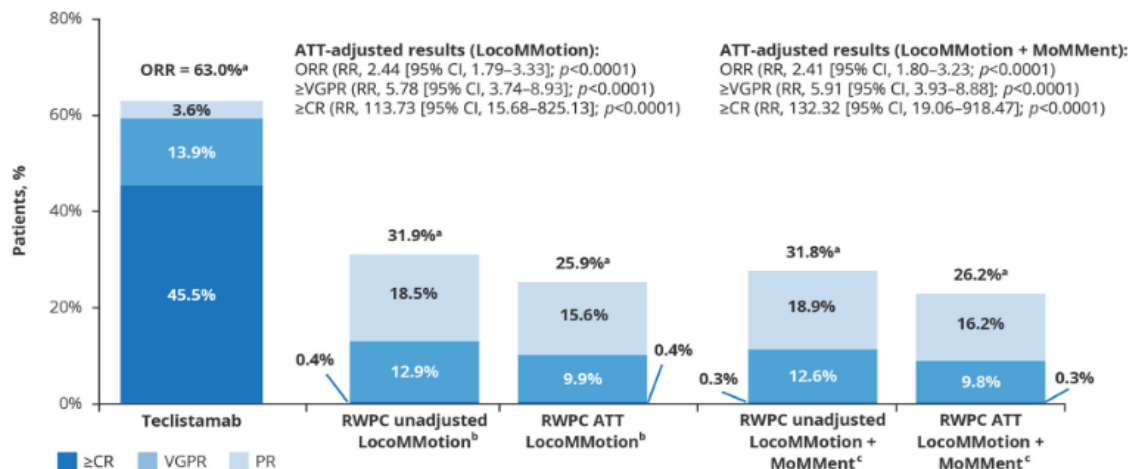 80%
60%
40%
20%
0%
Patients, %
ORR = 63.0%ᵃ
3.6%
13.9%
45.5%
Teclistamab
ATT-adjusted results (LocoMMotion):
ORR (RR, 2.44 [95% CI, 1.79–3.33]; p<0.0001)
≥VGPR (RR, 5.78 [95% CI, 3.74–8.93]; p<0.0001)
≥CR (RR, 113.73 [95% CI, 15.68–825.13]; p<0.0001)
ATT-adjusted results (LocoMMotion + MoMMent):
ORR (RR, 2.41 [95% CI, 1.80–3.23; p<0.0001)
≥VGPR (RR, 5.91 [95% CI, 3.93–8.88]; p<0.0001)
≥CR (RR, 132.32 [95% CI, 19.06–918.47]; p<0.0001)
31.9%ᵃ
18.5%
12.9%
0.4%
RWPC unadjusted
LocoMMotionᵇ
25.9%ᵃ
15.6%
9.9%
0.4%
RWPC ATT
LocoMMotionᵇ
31.8%ᵃ
18.9%
12.6%
0.3%
RWPC unadjusted
LocoMMotion +
MoMMentᶜ
26.2%ᵃ
16.2%
9.8%
0.3%
RWPC ATT
LocoMMotion +
MoMMentᶜ
≥CR
VGPR
PR